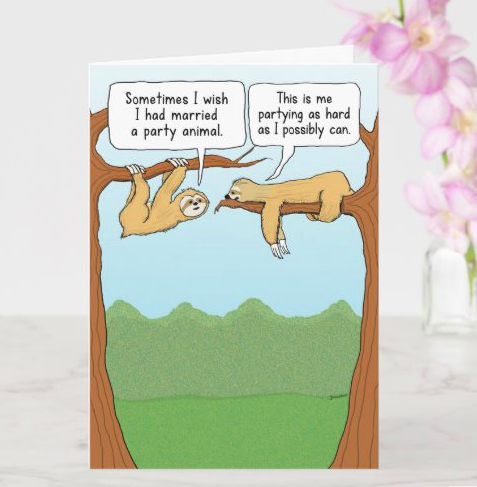 Sometimes I wish
I had married
a party animal.
This is me
partying as hard
as I possibly can.